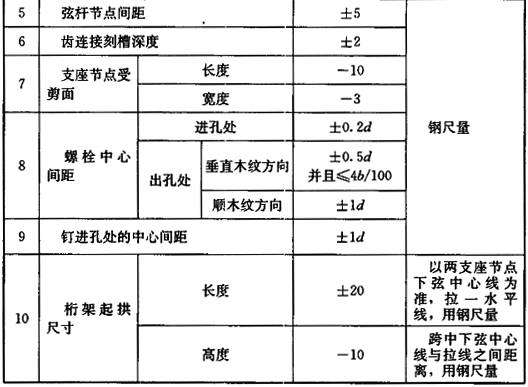 5 弦杆节点间距 ±5
6 齿连接刻槽深度 ±2
7 支座节点受剪面 长度 −10
宽度 −3
钢尺量
8 螺栓中心间距 进孔处 ±0.2d
出孔处 垂直木纹方向 ±0.5d 并且≤4b/100
顺木纹方向 ±1d
9 钉进孔处的中心间距 ±1d
10 桁架起拱尺寸 长度 ±20 以两支座节点下弦中心线为准，拉一水平线，用钢尺量
高度 −10 跨中下弦中心线与拉线之间距离，用钢尺量